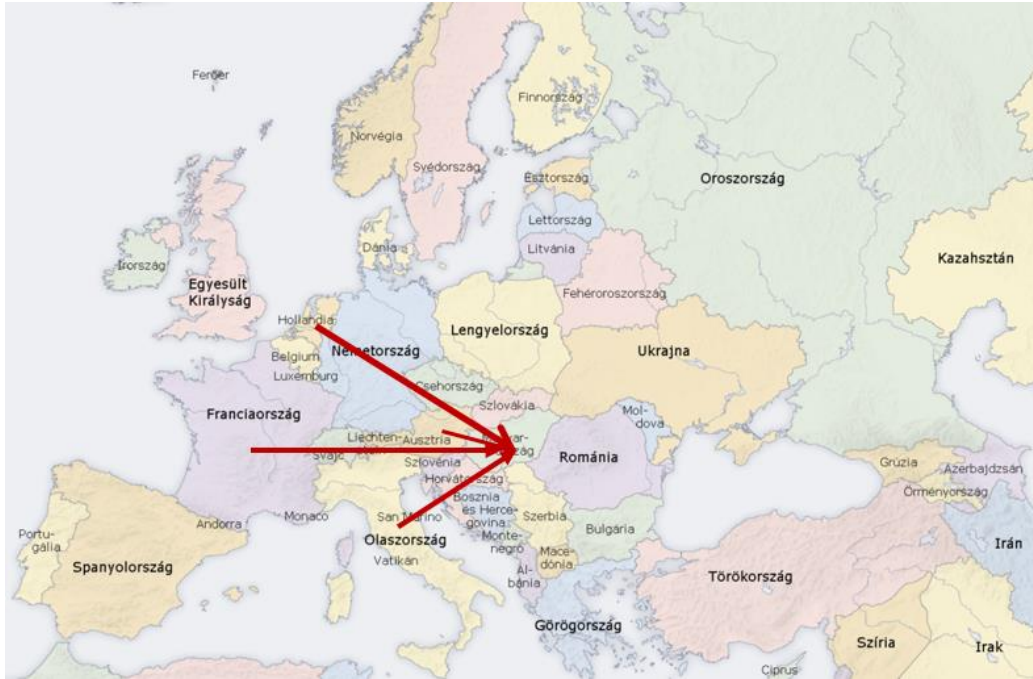 Feröer
Finnország
Norvégia
Svédország
Észtország
Oroszország
Lettország
Dánia
Litvánia
Írország
Egyesült
Királyság
Kazahsztán
Fehéroroszország
Hollandia
Lengyelország
Németország
Ukrajna
Belgium
Luxemburg
Csehország
Szlovákia
Franciaország
Mol-
dova
Liechten-
Ausztria
Svájc
Románia
Szlovénia
Horvátország
Grúzia
Azerbajdzsán
Örményország
Bosznia
és Herce-
govina
Szerbia
San Marino
Monaco
Andorra
Bulgária
Portu-
gália
Olaszország
Monte-
negró
Vatikán
Mace-
dónia
Irán
Spanyolország
Al-
bánia
Törökország
Görögország
Szíria
Irak
Ciprus